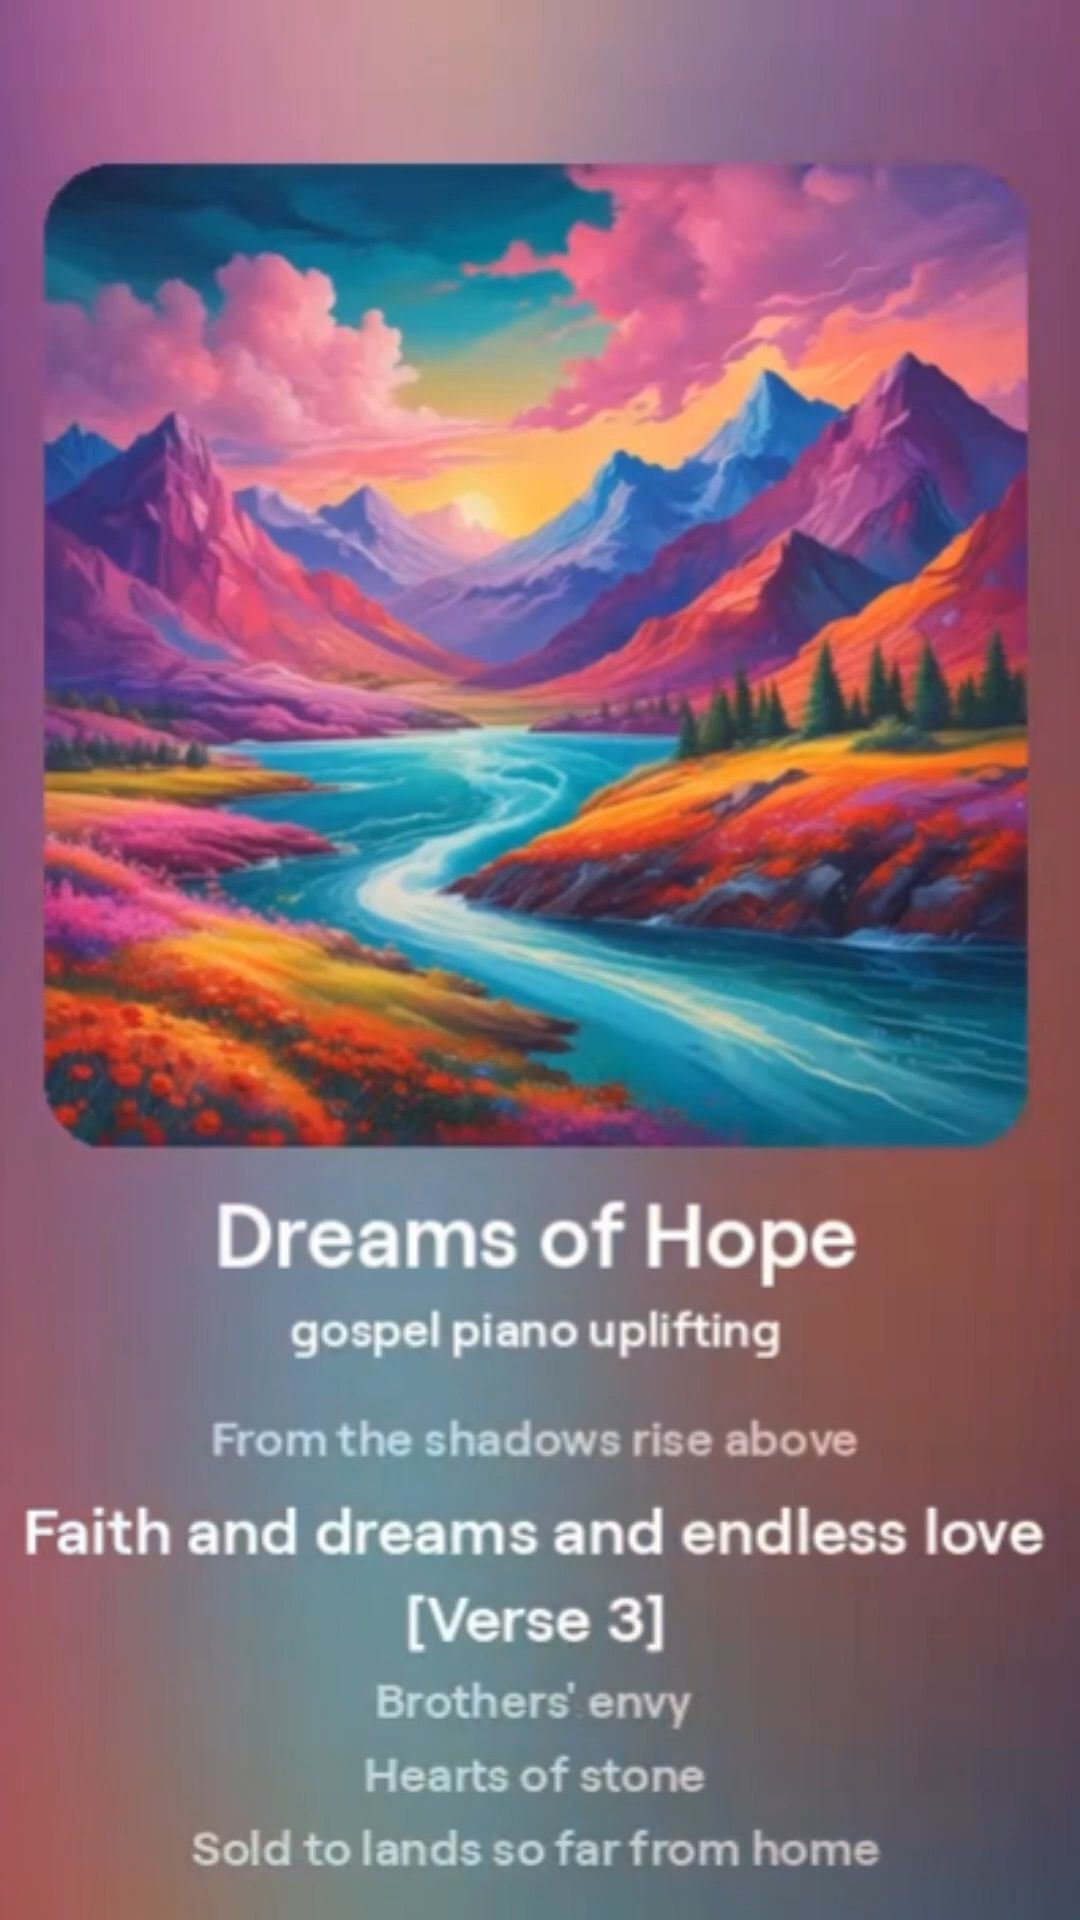 Dreams of Hope
gospel piano uplifting
From the shadows rise above
Faith and dreams and endless love
[Verse 3]
Brothers' envy
Hearts of stone
Sold to lands so far from home